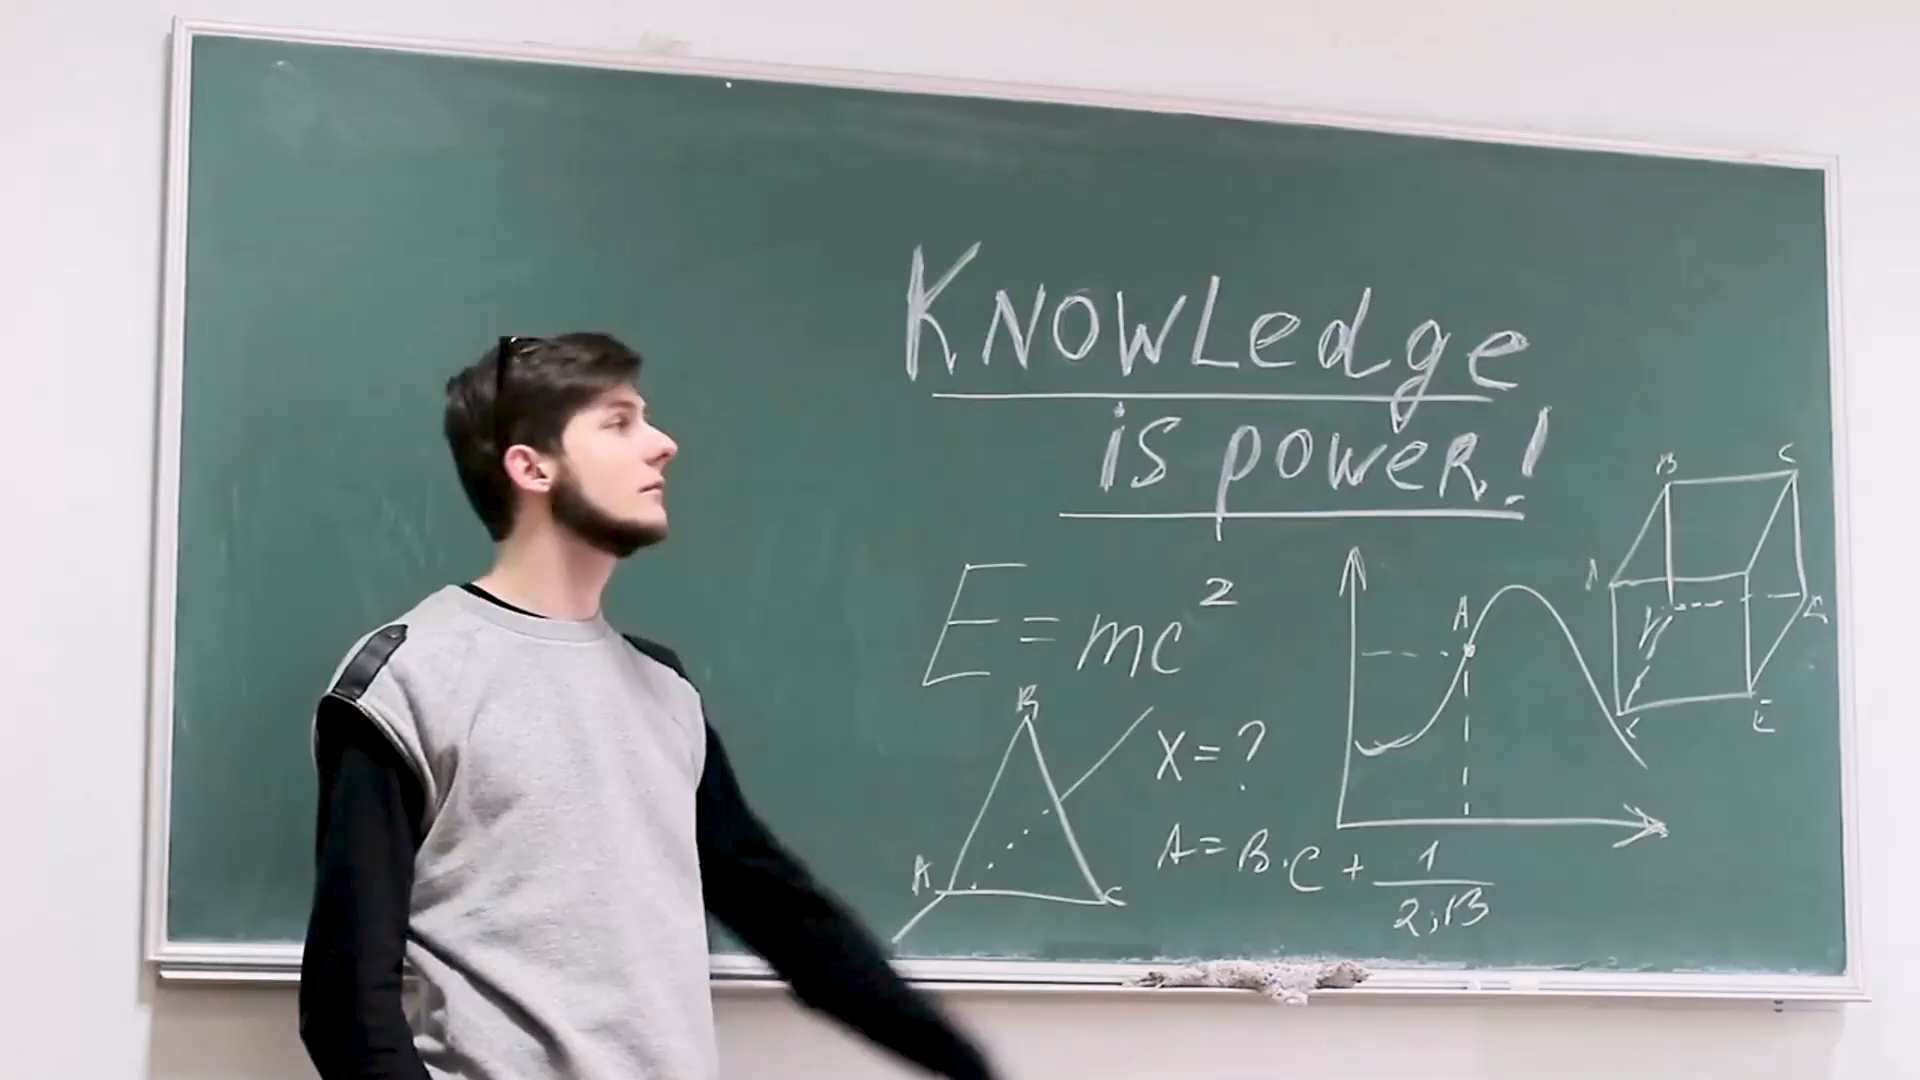 KNOWLedge
is poweR!
E = mc²
B
A
C
X = ?
A = B.C + 1
2,13
A
B
C
A
E